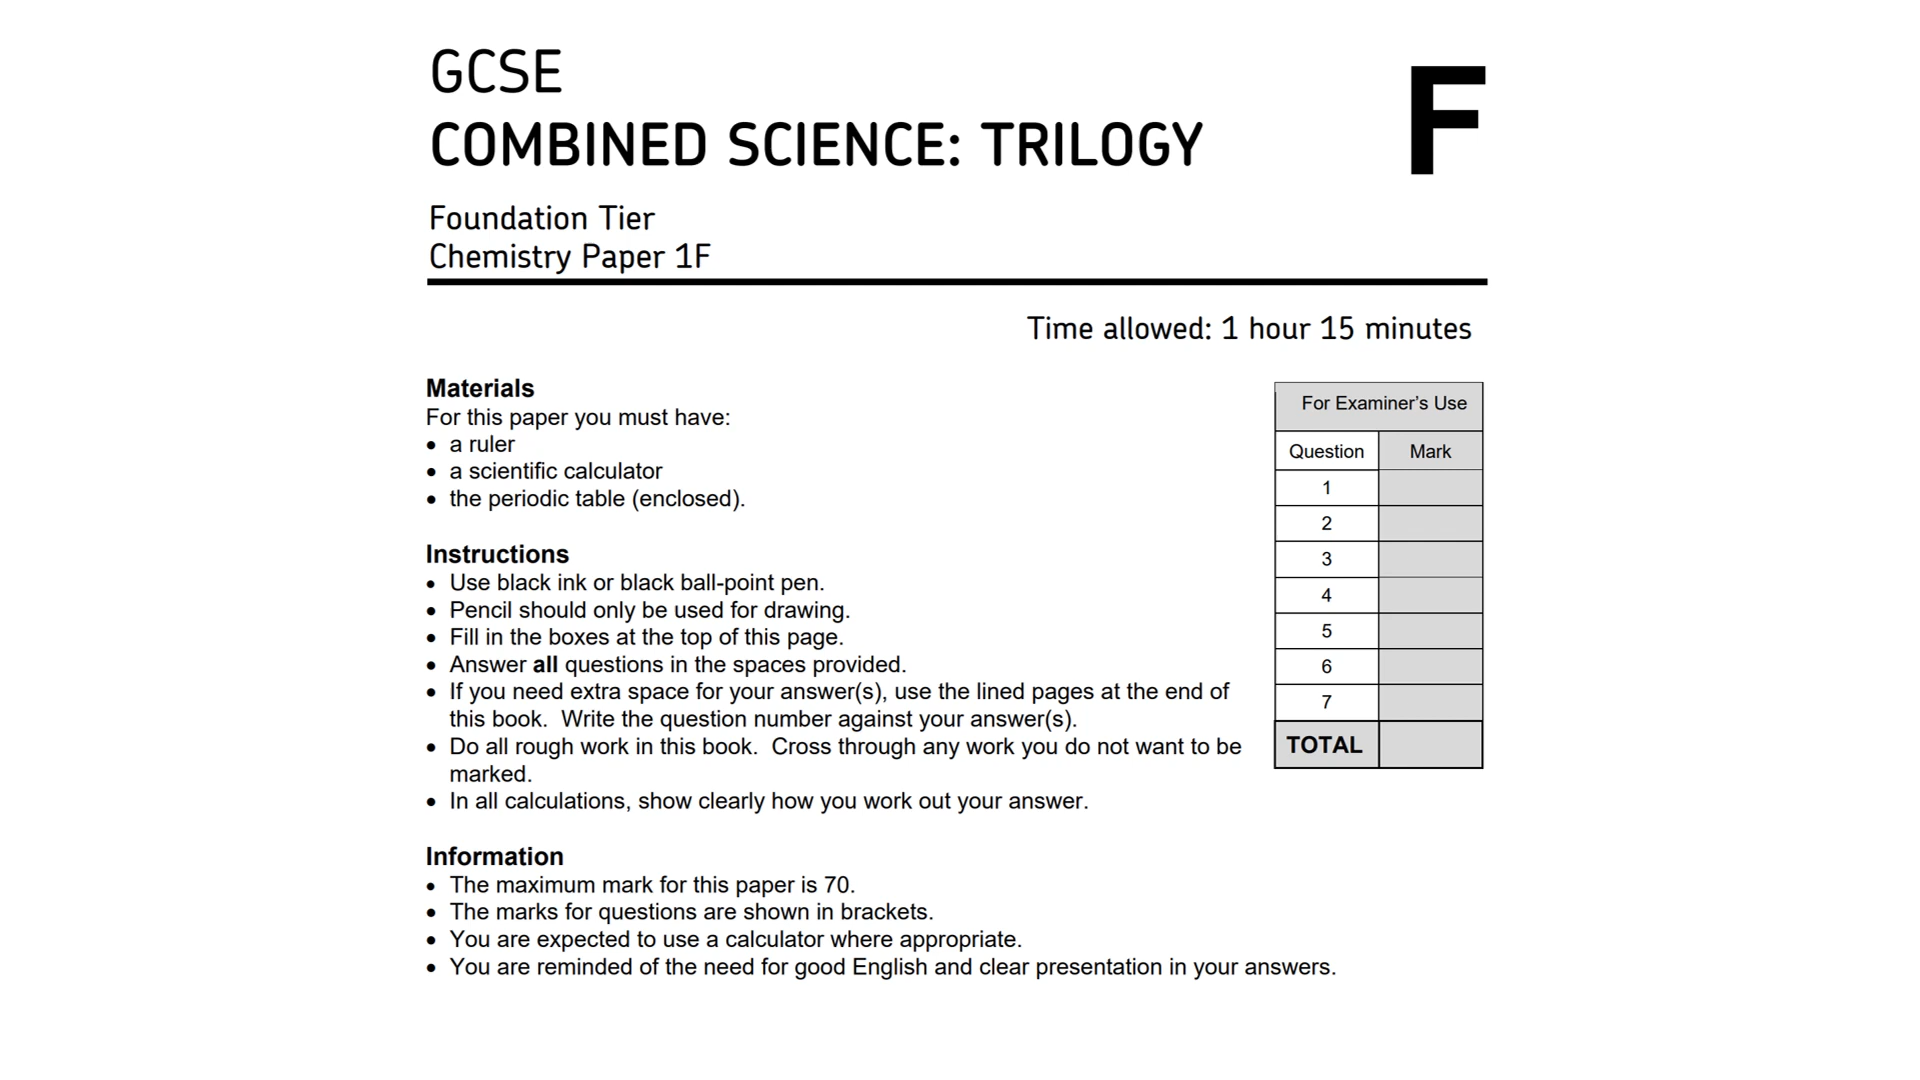 GCSE
COMBINED SCIENCE: TRILOGY
F
Foundation Tier
Chemistry Paper 1F
Time allowed: 1 hour 15 minutes
Materials
For this paper you must have:
• a ruler
• a scientific calculator
• the periodic table (enclosed).
Instructions
• Use black ink or black ball-point pen.
• Pencil should only be used for drawing.
• Fill in the boxes at the top of this page.
• Answer all questions in the spaces provided.
• If you need extra space for your answer(s), use the lined pages at the end of
this book.  Write the question number against your answer(s).
• Do all rough work in this book.  Cross through any work you do not want to be
marked.
• In all calculations, show clearly how you work out your answer.
Information
• The maximum mark for this paper is 70.
• The marks for questions are shown in brackets.
• You are expected to use a calculator where appropriate.
• You are reminded of the need for good English and clear presentation in your answers.
For Examiner’s Use
Question Mark
1
2
3
4
5
6
7
TOTAL